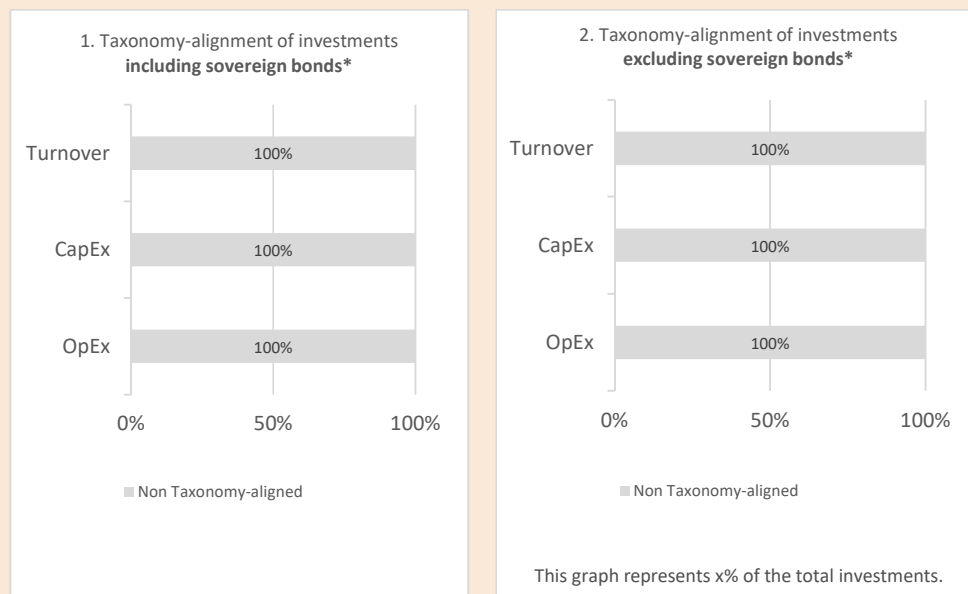 1. Taxonomy-alignment of investments
including sovereign bonds*
Turnover
100%
CapEx
100%
OpEx
100%
0%
50%
100%
Non Taxonomy-aligned
2. Taxonomy-alignment of investments
excluding sovereign bonds*
Turnover
100%
CapEx
100%
OpEx
100%
0%
50%
100%
Non Taxonomy-aligned
This graph represents x% of the total investments.